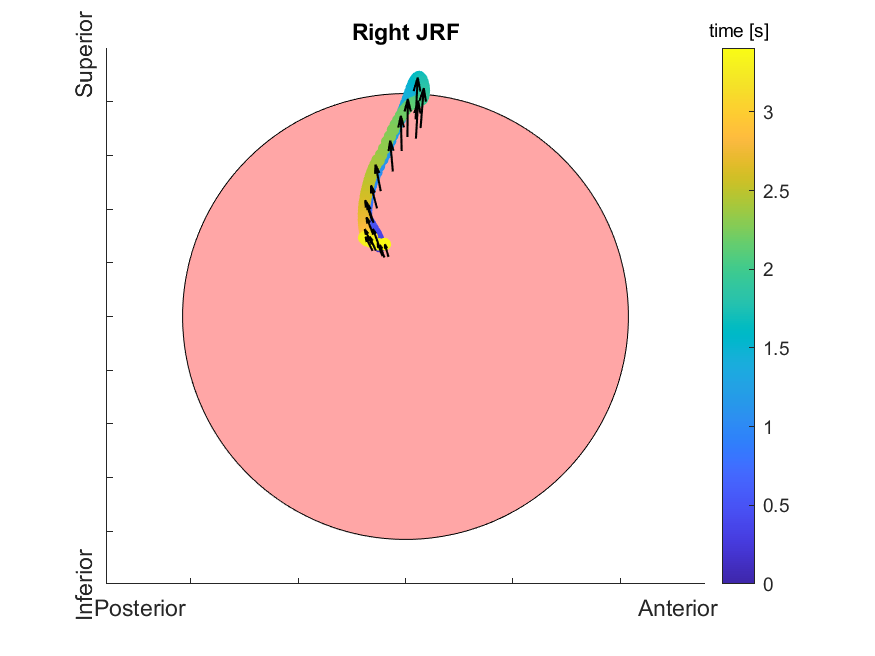 Right JRF
time [s]
Superior
Inferior
Posterior
Anterior
3
2.5
2
1.5
1
0.5
0